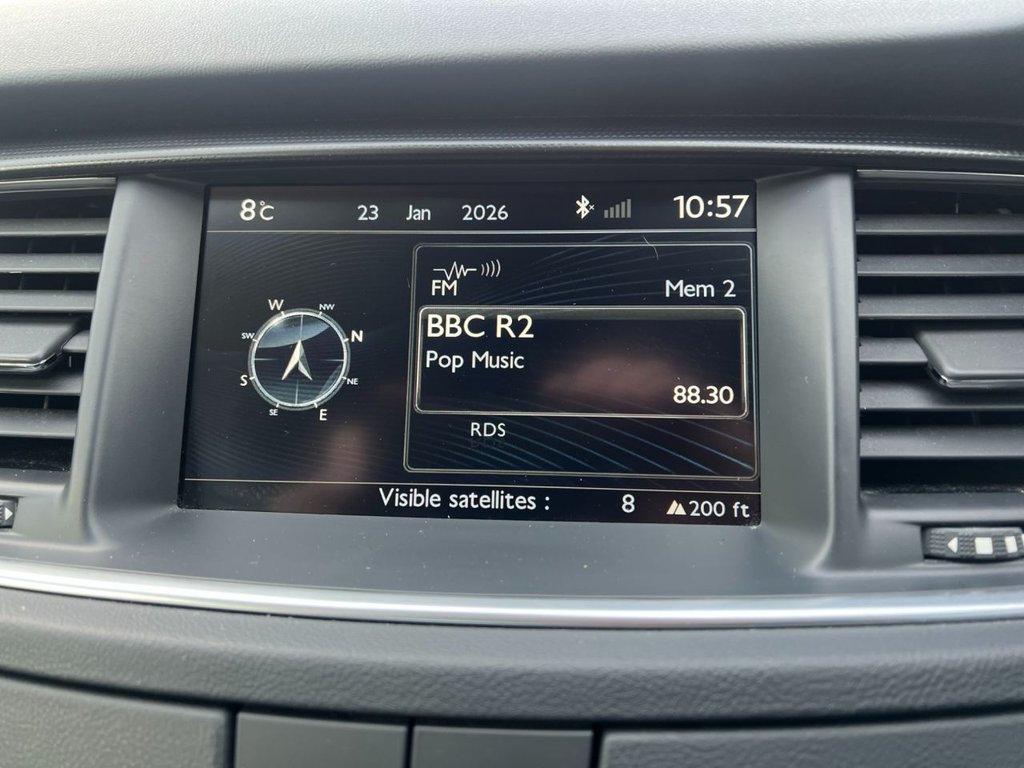 8°C 23 Jan 2026 10:57
W NW N NE E SE S SW
FM
Mem 2
BBC R2
Pop Music
88.30
RDS
Visible satellites : 8 200 ft